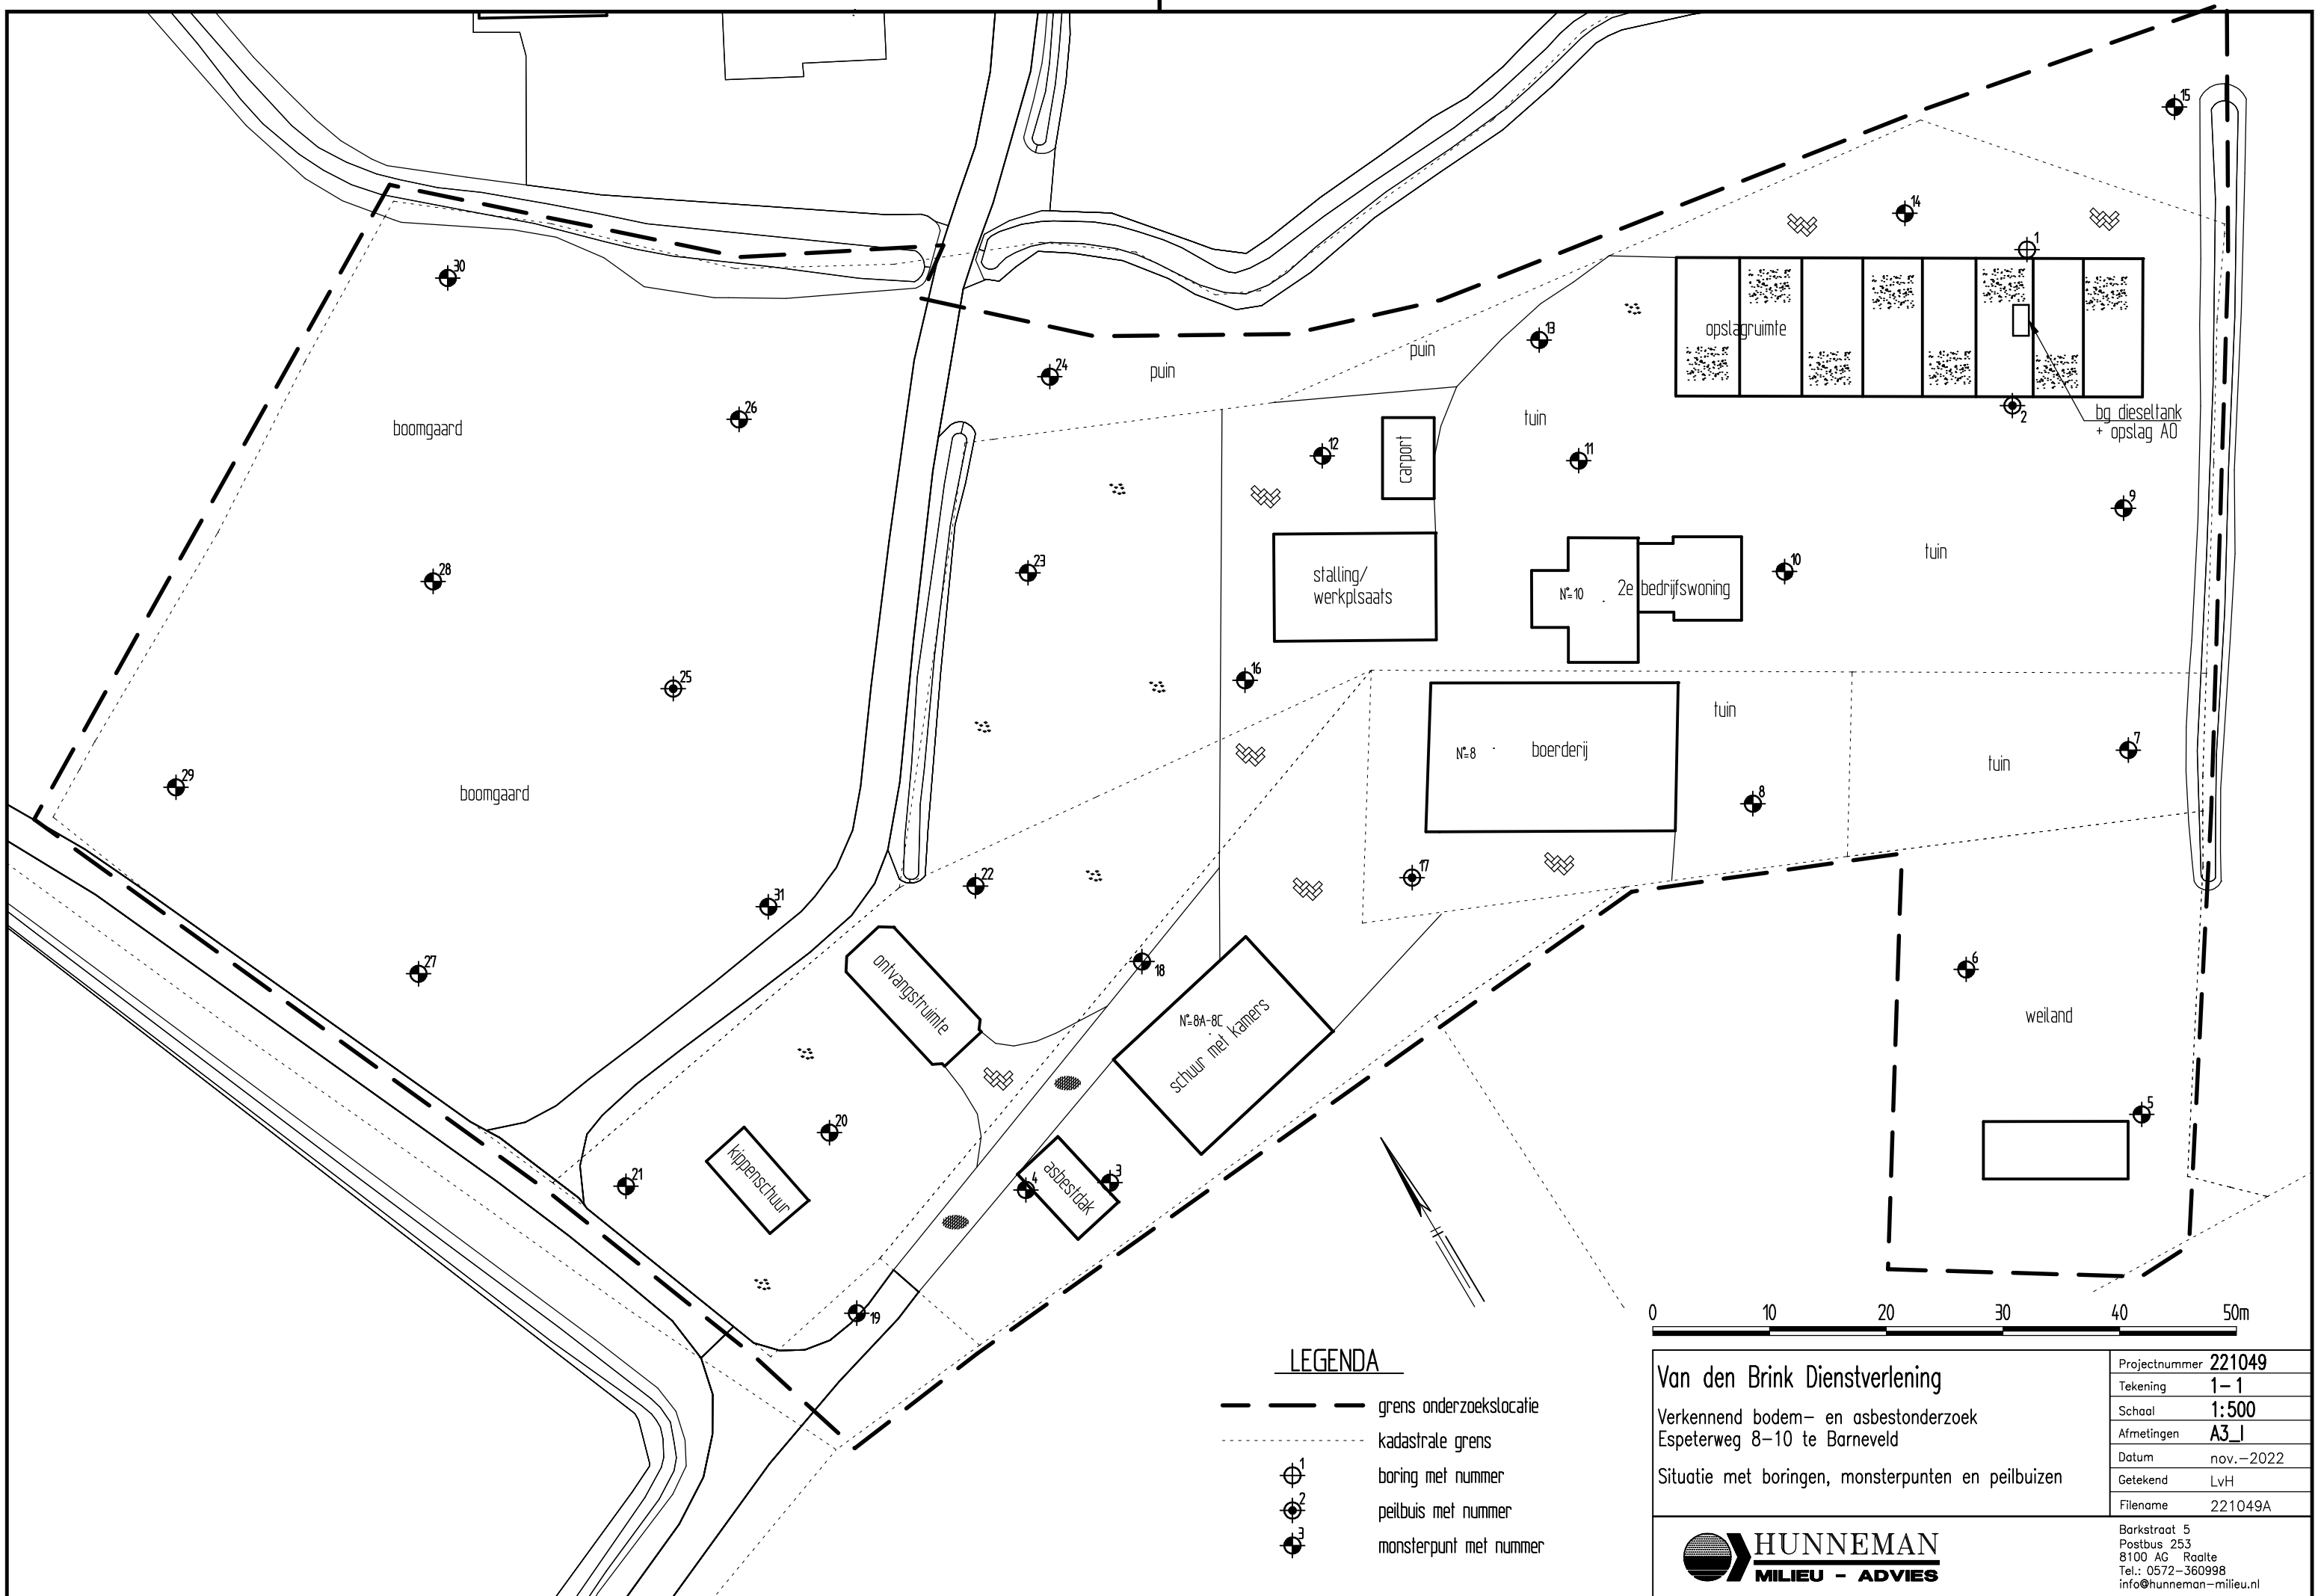 15
14
1
30
opslagruimte
13
puin
puin
24
26
boomgaard
tuin
2
bg dieseltank
+ opslag AO
12
carport
11
9
23
28
stalling/
werkplsaats
N°=10
2e bedrijfswoning
10
tuin
16
25
tuin
N°=8
boerderij
7
tuin
29
boomgaard
8
22
17
31
27
ontvangstruimte
18
6
N°=8A-8C
schuur met kamers
weiland
20
5
kippenschuur
21
4
asbestdak
3
19
0 10 20 30 40 50m
LEGENDA
grens onderzoekslocatie
kadastrale grens
1 boring met nummer
2 peilbuis met nummer
3 monsterpunt met nummer
Van den Brink Dienstverlening
Verkennend bodem- en asbestonderzoek
Espeterweg 8-10 te Barneveld
Situatie met boringen, monsterpunten en peilbuizen
Projectnummer 221049
Tekening 1-1
Schaal 1:500
Afmetingen A3_l
Datum nov.-2022
Getekend LvH
Filename 221049A
HUNNEMAN
MILIEU - ADVIES
Barkstraat 5
Postbus 253
8100 AG Raalte
Tel.: 0572-360998
info@hunneman-milieu.nl